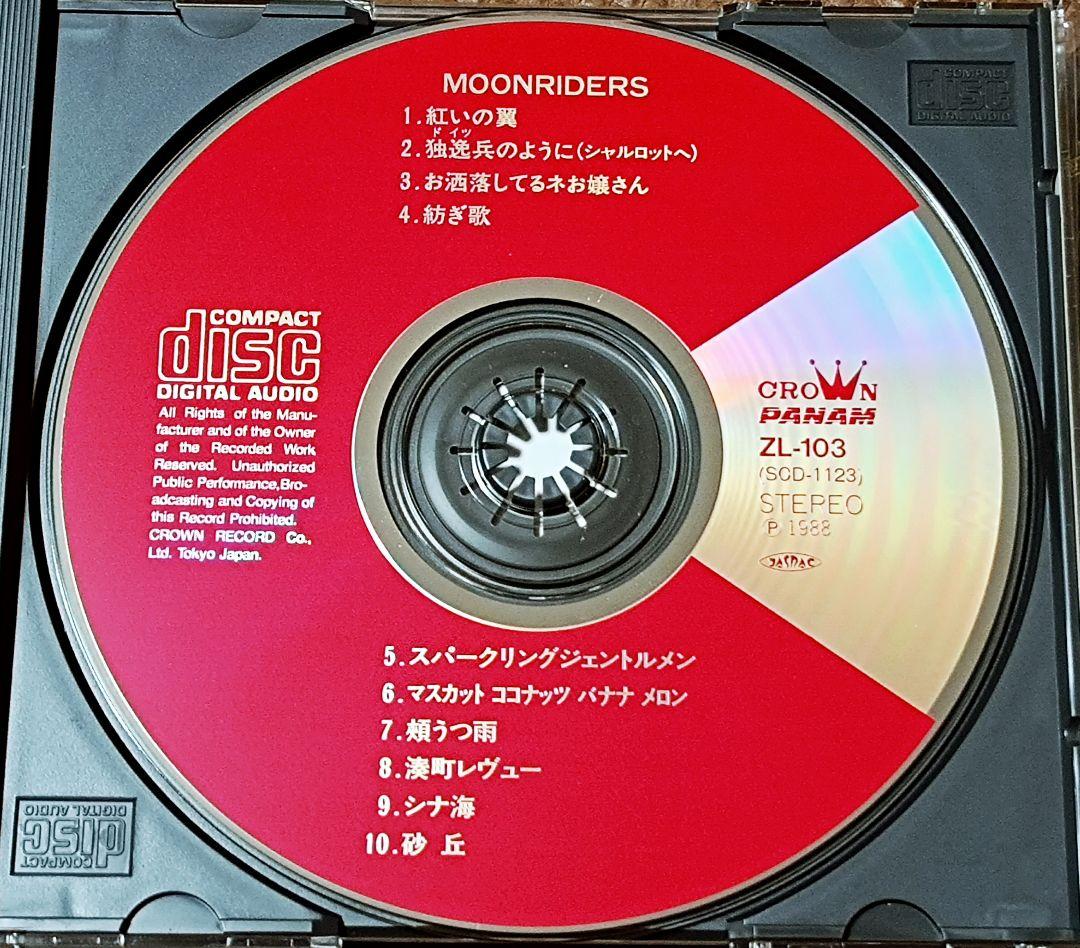 COMPACT
disc
DIGITAL AUDIO
MOONRIDERS
1.紅いの翼
ドイツ
2.独逸兵のように(シャルロットへ)
3.お洒落してるネお嬢さん
4.紡ぎ歌
COMPACT
disc
DIGITAL AUDIO
All Rights of the Manu-
facturer and of the Owner
of the Recorded Work
Reserved. Unauthorized
Public Performance,Bro-
adcasting and Copying of
this Record Prohibited.
CROWN RECORD Co.,
Ltd. Tokyo Japan.
CROWN
PANAM
ZL-103
(SCD-1123)
STEREO
P 1988
JASRAC
5.スパークリングジェントルメン
6.マスカット ココナッツ バナナ メロン
7.頬うつ雨
8.湊町レヴュー
9.シナ海
10.砂 丘
COMPACT
disc
DIGITAL AUDIO